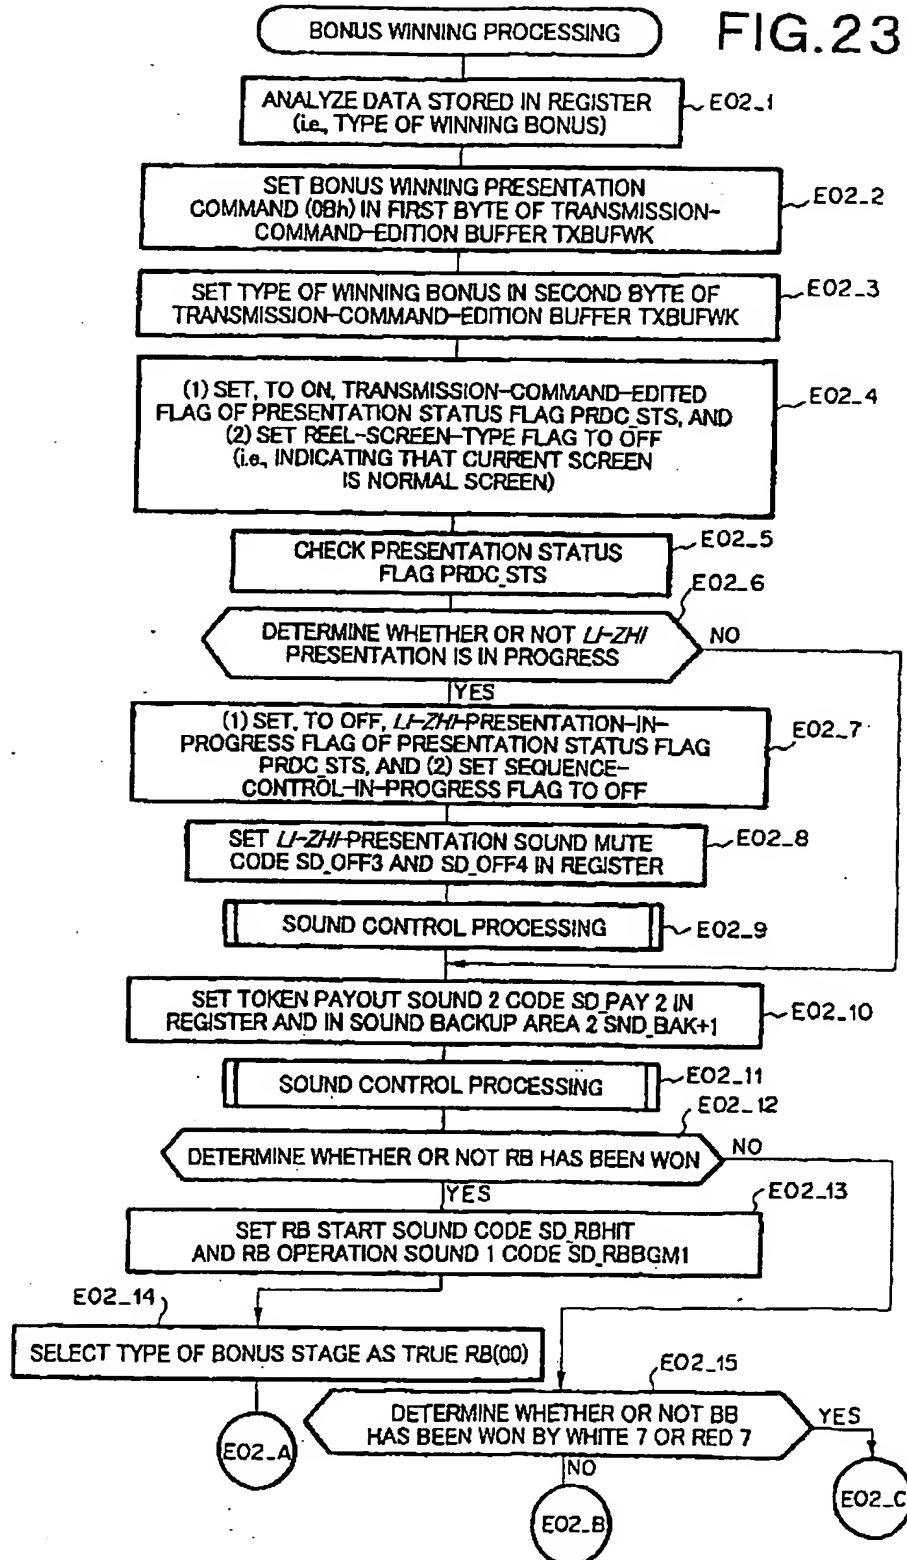 FIG.23
BONUS WINNING PROCESSING
ANALYZE DATA STORED IN REGISTER
(i.e., TYPE OF WINNING BONUS)
E02_1
SET BONUS WINNING PRESENTATION
COMMAND (0Bh) IN FIRST BYTE OF TRANSMISSION-
COMMAND-EDITION BUFFER TXBUFWK
E02_2
SET TYPE OF WINNING BONUS IN SECOND BYTE OF
TRANSMISSION-COMMAND-EDITION BUFFER TXBUFWK
E02_3
(1) SET, TO ON, TRANSMISSION-COMMAND-EDITED
FLAG OF PRESENTATION STATUS FLAG PRDC_STS, AND
(2) SET REEL-SCREEN-TYPE FLAG TO OFF
(i.e., INDICATING THAT CURRENT SCREEN
IS NORMAL SCREEN)
E02_4
CHECK PRESENTATION STATUS
FLAG PRDC_STS
E02_5
DETERMINE WHETHER OR NOT LI-ZHI
PRESENTATION IS IN PROGRESS
E02_6
NO
YES
(1) SET, TO OFF, LI-ZHI-PRESENTATION-IN-
PROGRESS FLAG OF PRESENTATION STATUS FLAG
PRDC_STS, AND (2) SET SEQUENCE-
CONTROL-IN-PROGRESS FLAG TO OFF
E02_7
SET LI-ZHI-PRESENTATION SOUND MUTE
CODE SD_OFF3 AND SD_OFF4 IN REGISTER
E02_8
SOUND CONTROL PROCESSING
E02_9
SET TOKEN PAYOUT SOUND 2 CODE SD_PAY 2 IN
REGISTER AND IN SOUND BACKUP AREA 2 SND_BAK+1
E02_10
SOUND CONTROL PROCESSING
E02_11
DETERMINE WHETHER OR NOT RB HAS BEEN WON
E02_12
NO
YES
SET RB START SOUND CODE SD_RBHIT
AND RB OPERATION SOUND 1 CODE SD_RBBGM1
E02_13
E02_14
SELECT TYPE OF BONUS STAGE AS TRUE RB(00)
E02_A
E02_15
DETERMINE WHETHER OR NOT BB
HAS BEEN WON BY WHITE 7 OR RED 7
YES
NO
E02_B
E02_C